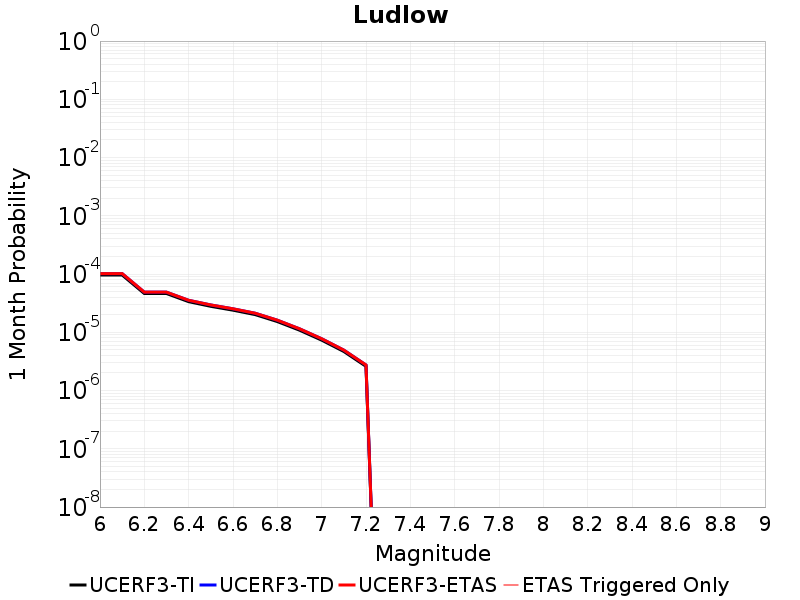 Ludlow
1 Month Probability
10^0
10^-1
10^-2
10^-3
10^-4
10^-5
10^-6
10^-7
10^-8
6 6.2 6.4 6.6 6.8 7 7.2 7.4 7.6 7.8 8 8.2 8.4 8.6 8.8 9
Magnitude
UCERF3-TI UCERF3-TD UCERF3-ETAS ETAS Triggered Only